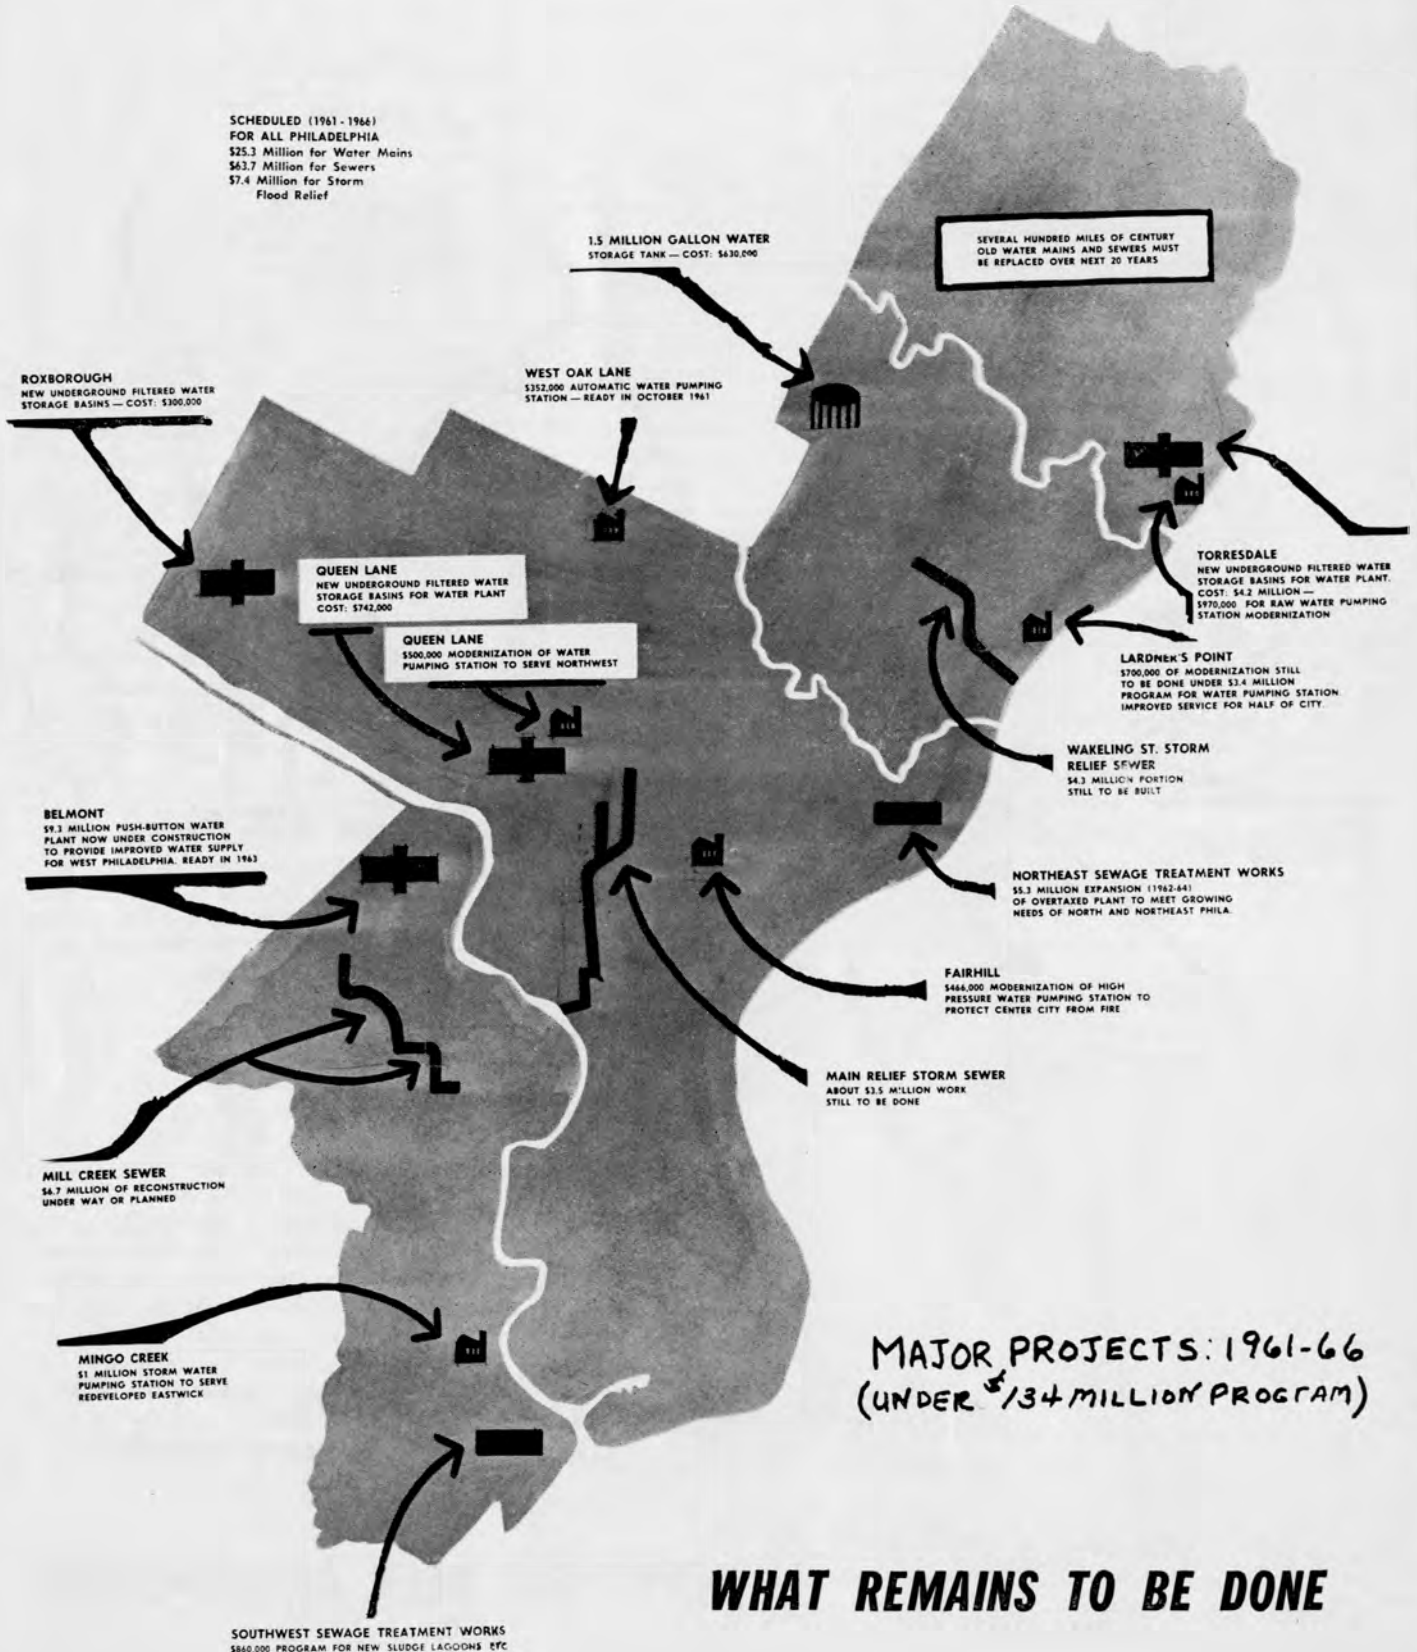 SCHEDULED (1961 - 1966)
FOR ALL PHILADELPHIA
$25.3 Million for Water Mains
$63.7 Million for Sewers
$7.4 Million for Storm
Flood Relief
1.5 MILLION GALLON WATER
STORAGE TANK — COST: $630,000
SEVERAL HUNDRED MILES OF CENTURY
OLD WATER MAINS AND SEWERS MUST
BE REPLACED OVER NEXT 20 YEARS
ROXBOROUGH
NEW UNDERGROUND FILTERED WATER
STORAGE BASINS — COST: $300,000
WEST OAK LANE
$352,000 AUTOMATIC WATER PUMPING
STATION — READY IN OCTOBER 1961
QUEEN LANE
NEW UNDERGROUND FILTERED WATER
STORAGE BASINS FOR WATER PLANT
COST: $742,000
QUEEN LANE
$500,000 MODERNIZATION OF WATER
PUMPING STATION TO SERVE NORTHWEST
TORRESDALE
NEW UNDERGROUND FILTERED WATER
STORAGE BASINS FOR WATER PLANT.
COST: $4.2 MILLION —
$970,000 FOR RAW WATER PUMPING
STATION MODERNIZATION
LARDNER'S POINT
$700,000 OF MODERNIZATION STILL
TO BE DONE UNDER $3.4 MILLION
PROGRAM FOR WATER PUMPING STATION.
IMPROVED SERVICE FOR HALF OF CITY.
WAKELING ST. STORM
RELIEF SEWER
$4.3 MILLION PORTION
STILL TO BE BUILT
BELMONT
$9.3 MILLION PUSH-BUTTON WATER
PLANT NOW UNDER CONSTRUCTION
TO PROVIDE IMPROVED WATER SUPPLY
FOR WEST PHILADELPHIA. READY IN 1963
NORTHEAST SEWAGE TREATMENT WORKS
$5.3 MILLION EXPANSION (1962-64)
OF OVERTAXED PLANT TO MEET GROWING
NEEDS OF NORTH AND NORTHEAST PHILA.
FAIRHILL
$466,000 MODERNIZATION OF HIGH
PRESSURE WATER PUMPING STATION TO
PROTECT CENTER CITY FROM FIRE
MAIN RELIEF STORM SEWER
ABOUT $3.5 MILLION WORK
STILL TO BE DONE
MILL CREEK SEWER
$6.7 MILLION OF RECONSTRUCTION
UNDER WAY OR PLANNED
MINGO CREEK
$1 MILLION STORM WATER
PUMPING STATION TO SERVE
REDEVELOPED EASTWICK
MAJOR PROJECTS: 1961-66
(UNDER $134 MILLION PROGRAM)
WHAT REMAINS TO BE DONE
SOUTHWEST SEWAGE TREATMENT WORKS
$860,000 PROGRAM FOR NEW SLUDGE LAGOONS ETC